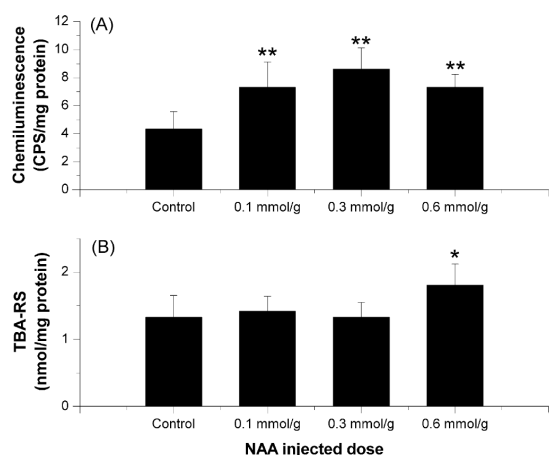 (A)
Chemiluminescence
(CPS/mg protein)
12
10
8
6
4
2
0
**
**
**
Control
0.1 mmol/g
0.3 mmol/g
0.6 mmol/g
(B)
TBA-RS
(nmol/mg protein)
2
1
0
*
Control
0.1 mmol/g
0.3 mmol/g
0.6 mmol/g
NAA injected dose